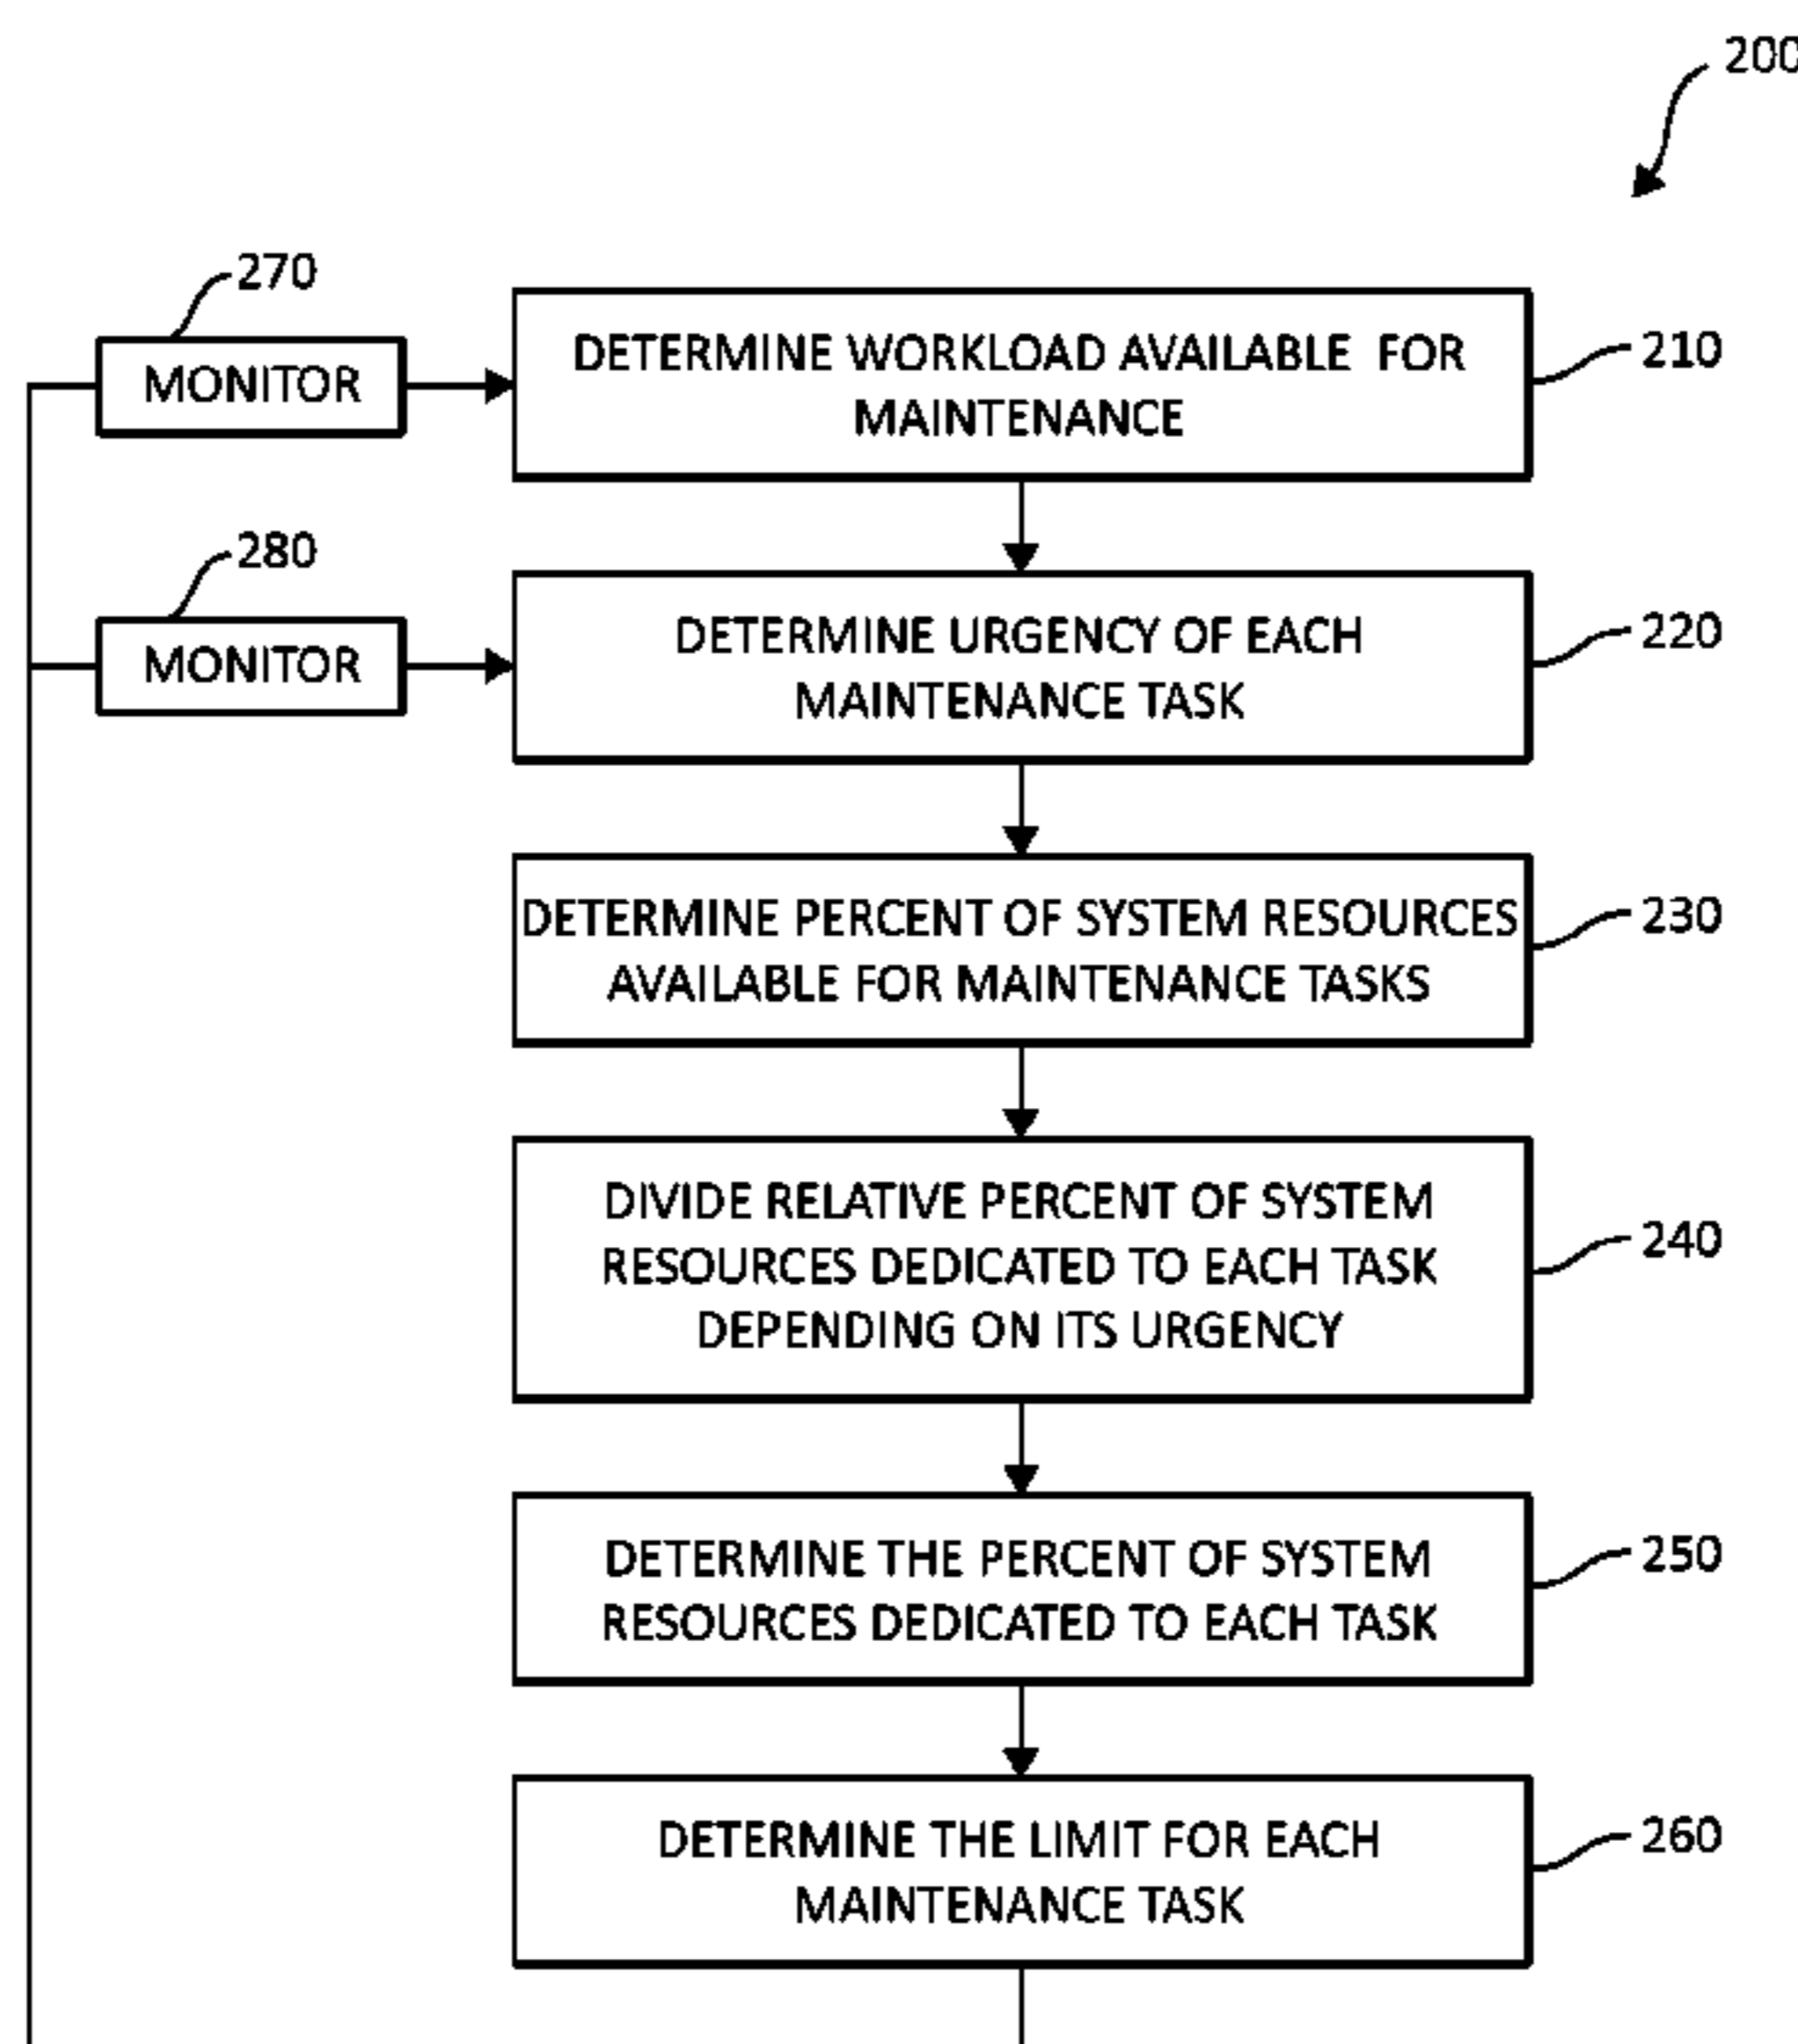 200
270
MONITOR
DETERMINE WORKLOAD AVAILABLE FOR
MAINTENANCE
210
280
MONITOR
DETERMINE URGENCY OF EACH
MAINTENANCE TASK
220
DETERMINE PERCENT OF SYSTEM RESOURCES
AVAILABLE FOR MAINTENANCE TASKS
230
DIVIDE RELATIVE PERCENT OF SYSTEM
RESOURCES DEDICATED TO EACH TASK
DEPENDING ON ITS URGENCY
240
DETERMINE THE PERCENT OF SYSTEM
RESOURCES DEDICATED TO EACH TASK
250
DETERMINE THE LIMIT FOR EACH
MAINTENANCE TASK
260